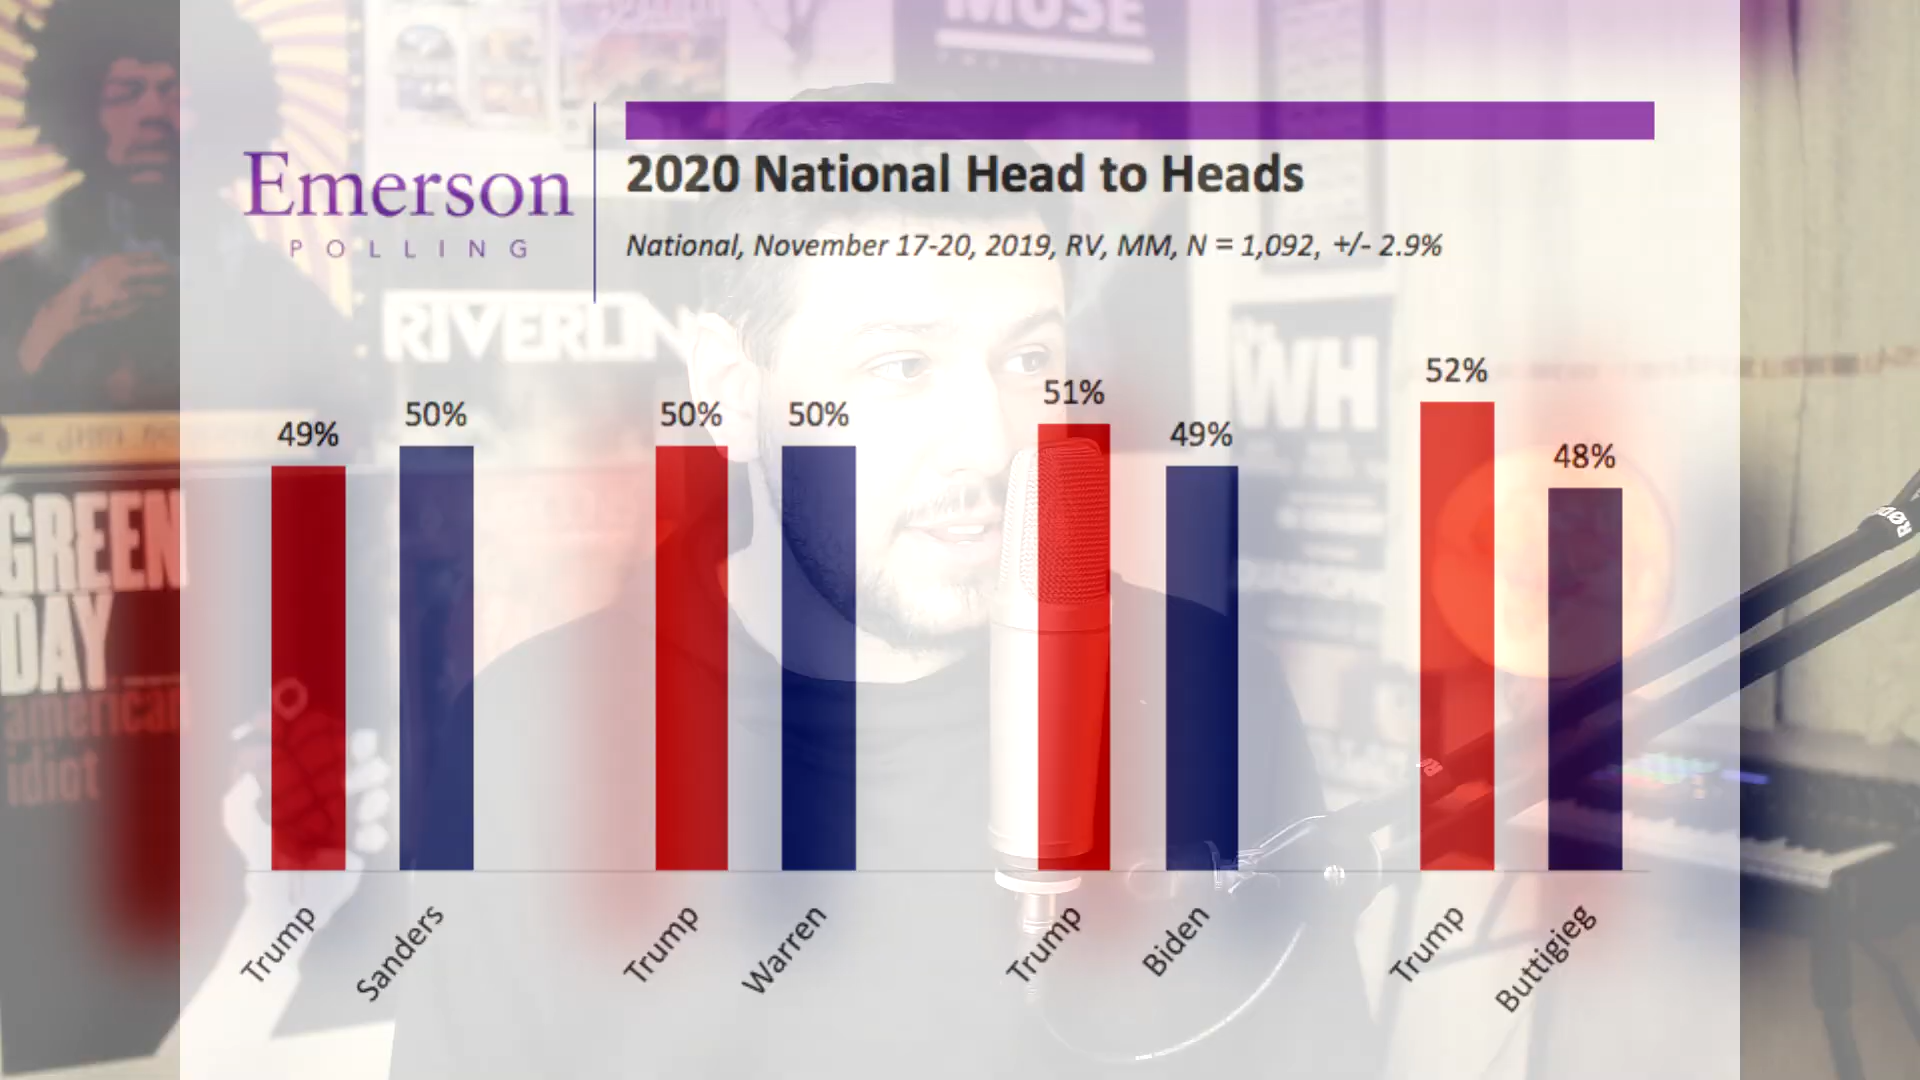 MUSE
Emerson
POLLING
2020 National Head to Heads
National, November 17-20, 2019, RV, MM, N = 1,092, +/- 2.9%
WH
52%
51%
50%
50%
50%
49%
49%
48%
GREEN
DAY
american
idiot
RØDE
Trump
Sanders
Trump
Warren
Trump
Biden
Trump
Buttigieg